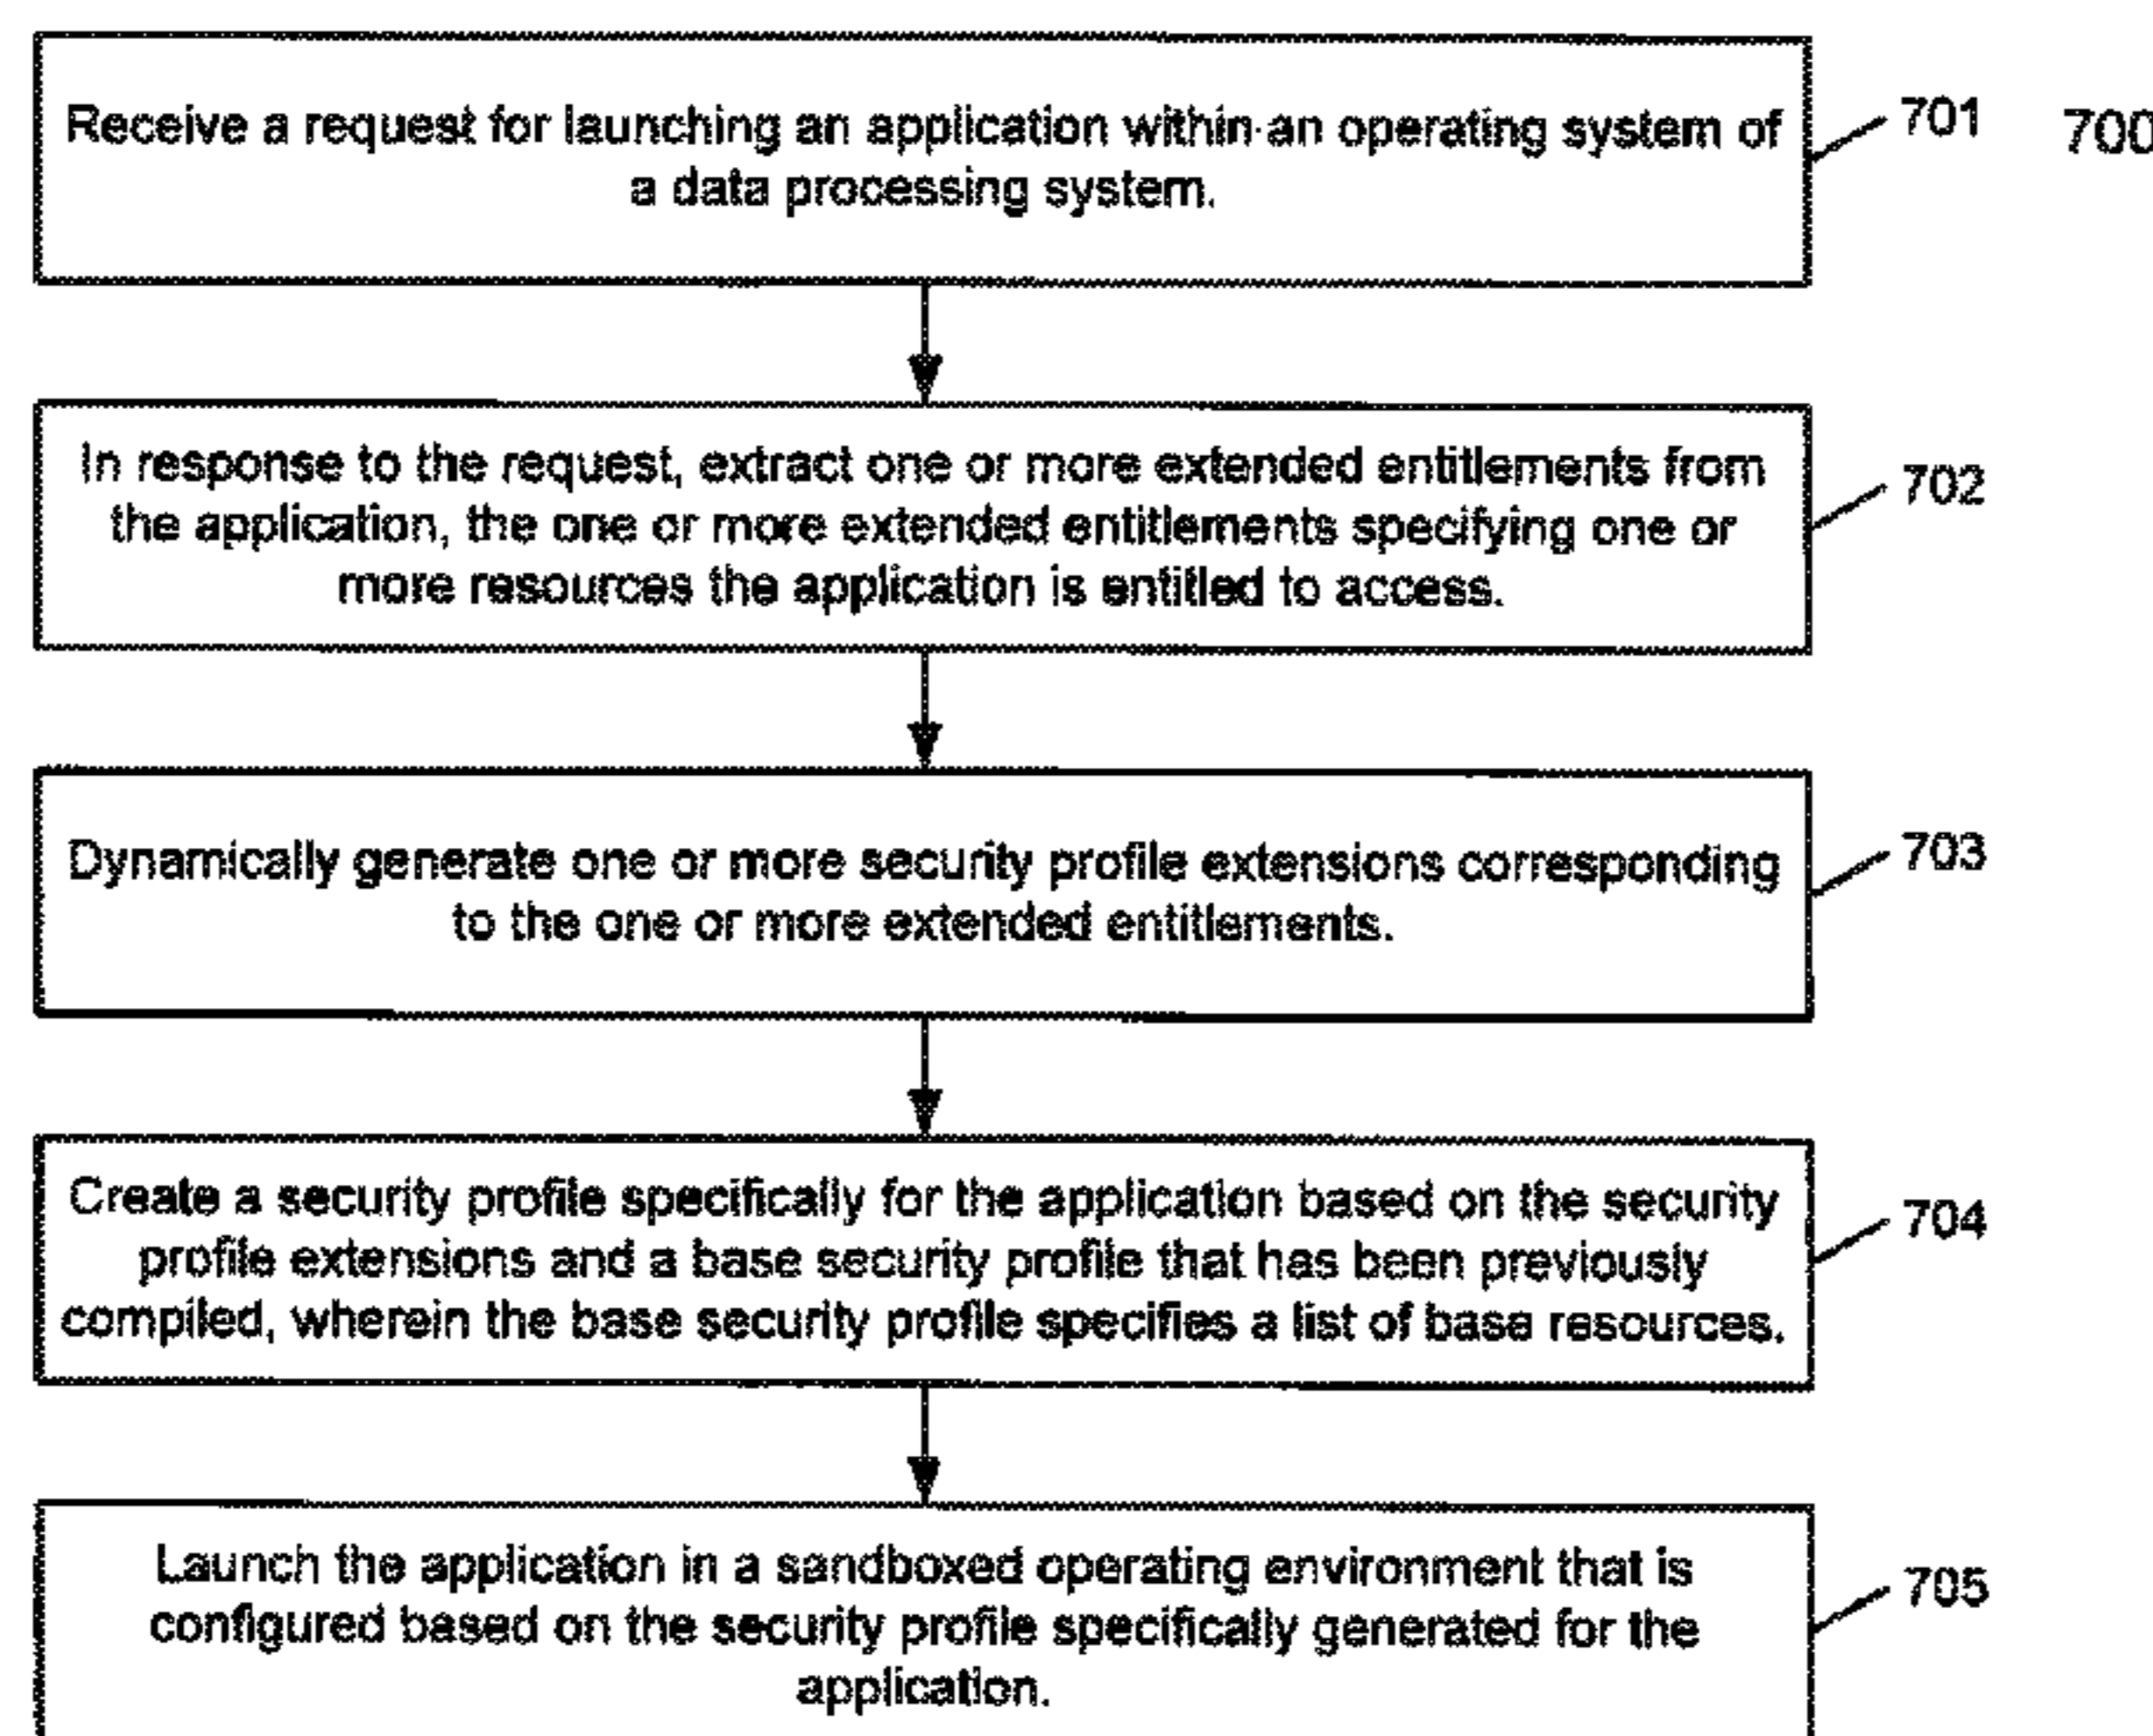 Receive a request for launching an application within an operating system of
a data processing system.
701
700
In response to the request, extract one or more extended entitlements from
the application, the one or more extended entitlements specifying one or
more resources the application is entitled to access.
702
Dynamically generate one or more security profile extensions corresponding
to the one or more extended entitlements.
703
Create a security profile specifically for the application based on the security
profile extensions and a base security profile that has been previously
compiled, wherein the base security profile specifies a list of base resources.
704
Launch the application in a sandboxed operating environment that is
configured based on the security profile specifically generated for the
application.
705